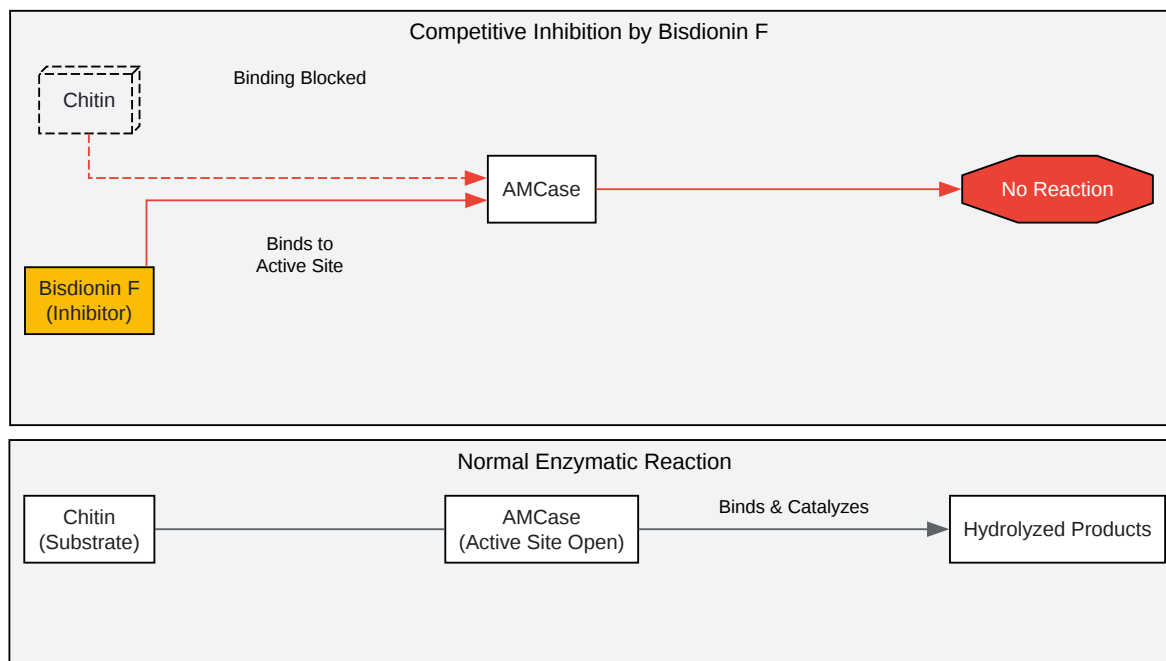 Competitive Inhibition by Bisdionin F
Chitin
Binding Blocked
AMCase
No Reaction
Binds to
Active Site
Bisdionin F
(Inhibitor)
Normal Enzymatic Reaction
Chitin
(Substrate)
AMCase
(Active Site Open)
Binds & Catalyzes
Hydrolyzed Products